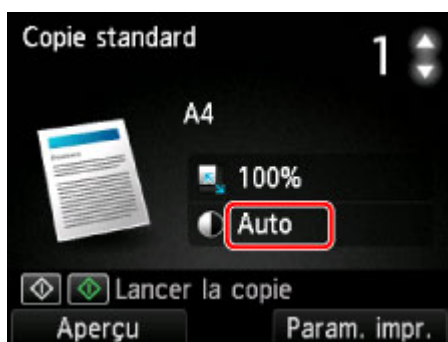 Copie standard
1
A4
100%
Auto
Lancer la copie
Aperçu Param. impr.